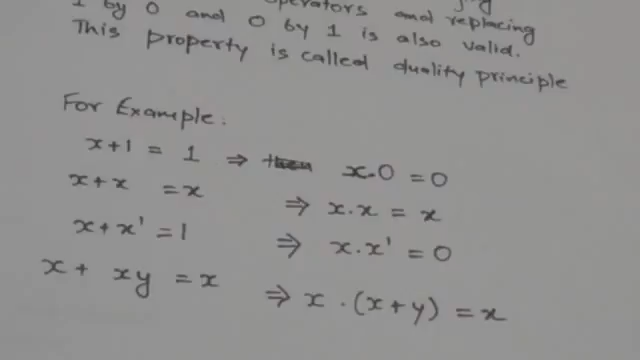 operators and replacing
1 by 0 and 0 by 1 is also valid.
This property is called duality principle
For Example:
x+1 = 1 ⇒ x.0 = 0
x+x = x ⇒ x.x = x
x+x' = 1 ⇒ x.x' = 0
x + xy = x ⇒ x.(x+y) = x